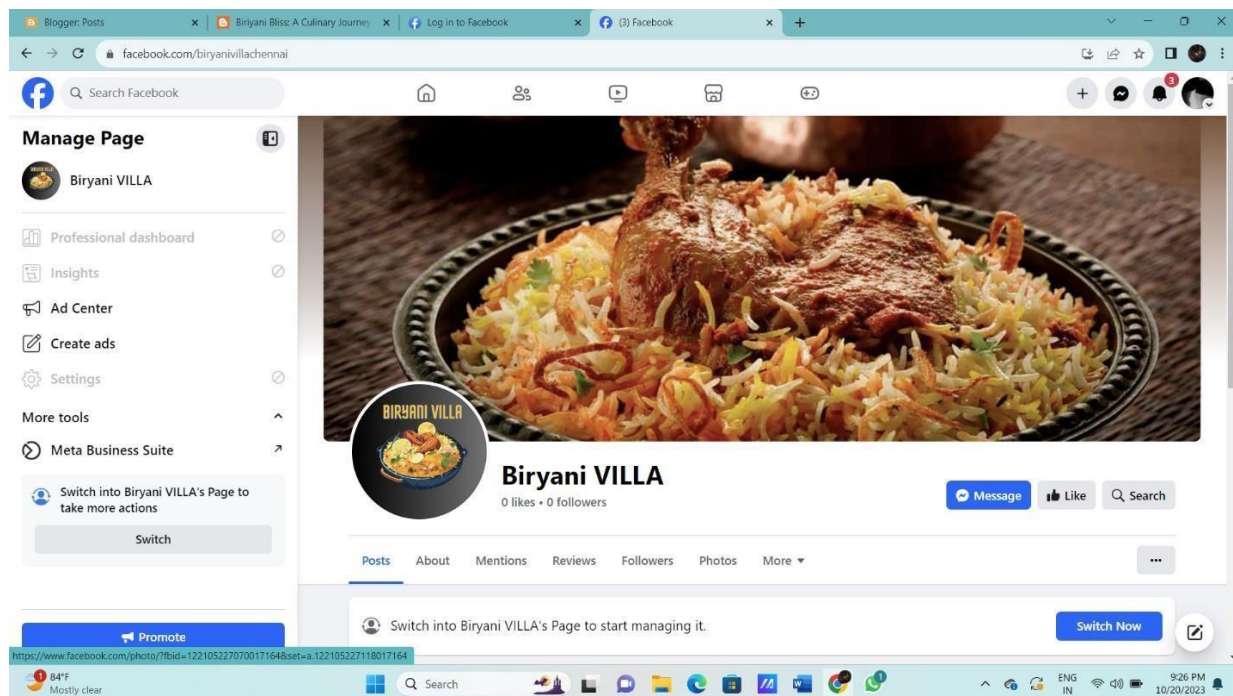 Blogger: Posts
Biriyani Bliss: A Culinary Journey
Log in to Facebook
(3) Facebook
facebook.com/biryanivillachennai
Search Facebook
3
Manage Page
Biryani VILLA
Professional dashboard
Insights
Ad Center
Create ads
Settings
More tools
Meta Business Suite
Switch into Biryani VILLA's Page to
take more actions
Switch
Promote
BIRYANI VILLA
Biryani VILLA
0 likes • 0 followers
Message
Like
Search
Posts
About
Mentions
Reviews
Followers
Photos
More
Switch into Biryani VILLA's Page to start managing it.
Switch Now
https://www.facebook.com/photo/?fbid=122105227070017164&set=a.122105227118017164
1
84°F
Mostly clear
Search
1
ENG
IN
9:26 PM
10/20/2023